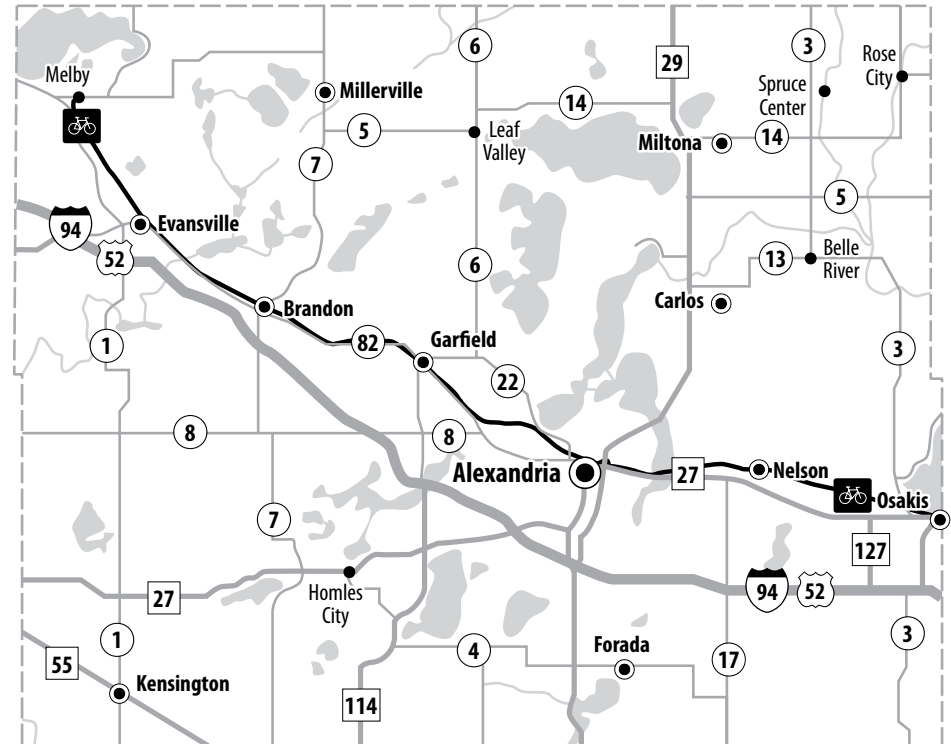 6
3
29
Rose
City
Melby
Millerville
Spruce
Center
14
5
Leaf
Valley
Miltona
14
7
5
Evansville
94
52
6
13
Belle
River
Brandon
Carlos
1
82
Garfield
3
22
8
8
Alexandria
27
Nelson
Osakis
7
127
27
Homles
City
94
52
1
4
Forada
17
3
55
Kensington
114